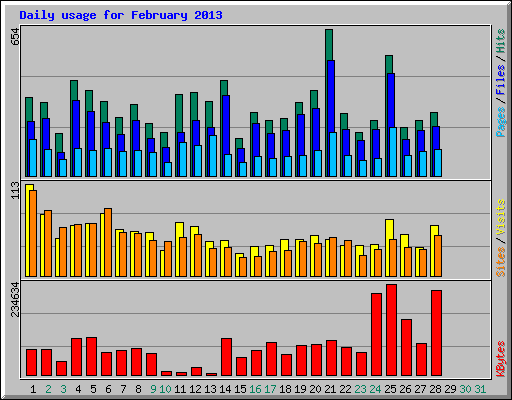 Daily usage for February 2013
654
Pages / Files / Hits
113
Sites / Visits
234634
KBytes
1 2 3 4 5 6 7 8 9 10 11 12 13 14 15 16 17 18 19 20 21 22 23 24 25 26 27 28 29 30 31